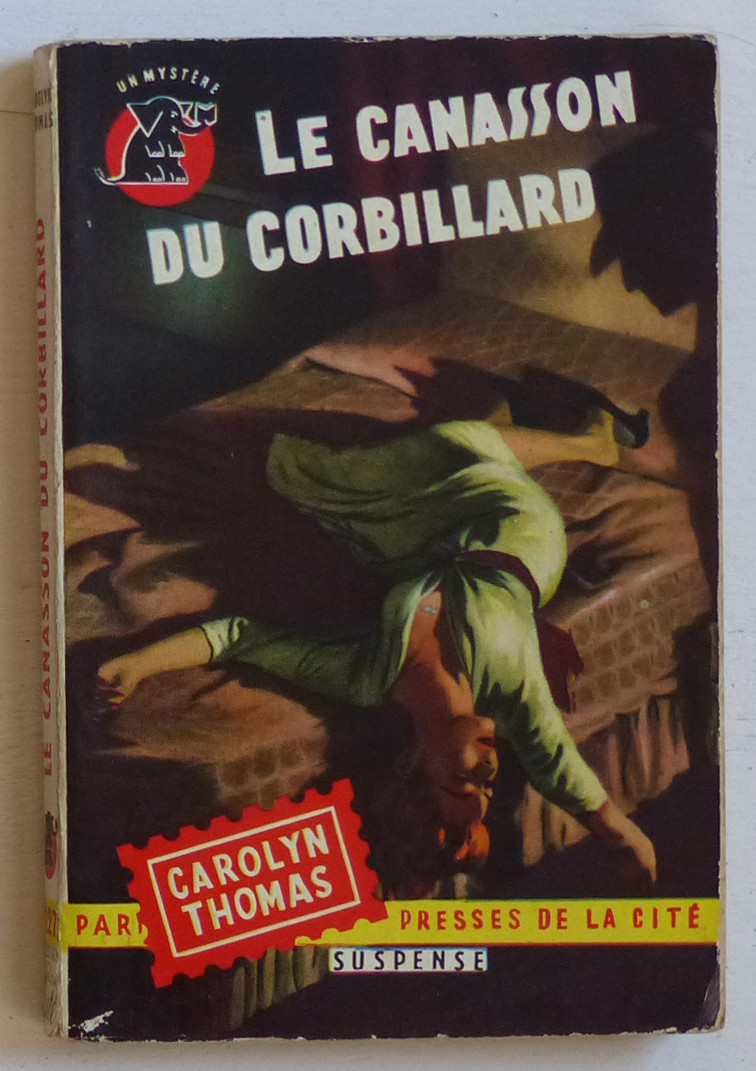 UN MYSTÈRE
LE CANASSON
DU CORBILLARD
CAROLYN
THOMAS
PARI
PRESSES DE LA CITÉ
SUSPENSE
LE CANASSON DU CORBILLARD